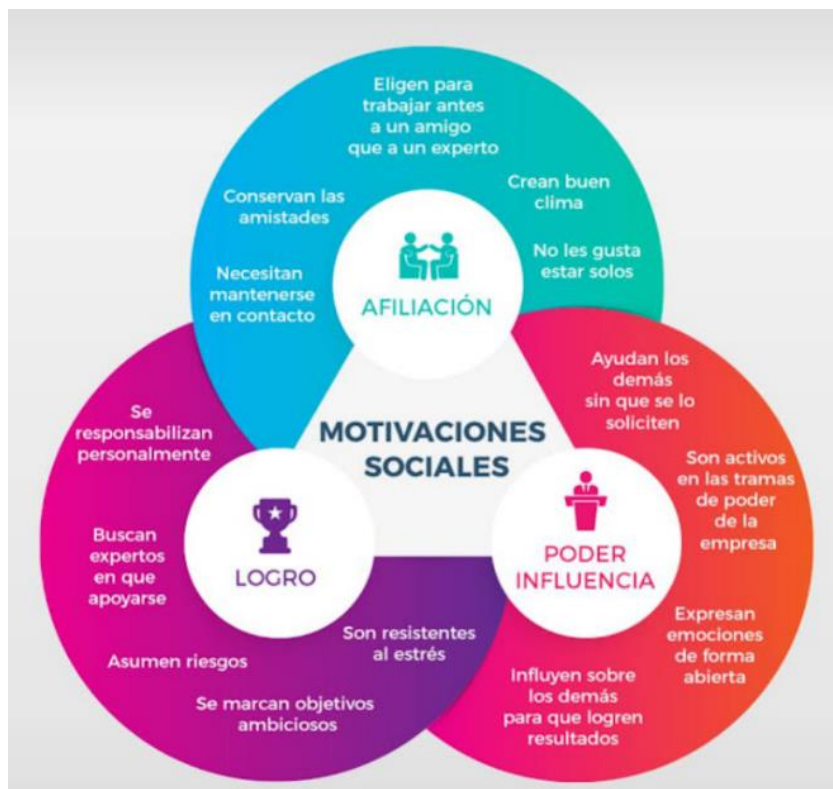 Eligen para
trabajar antes
a un amigo
que a un experto
Conservan las
amistades
Crean buen
clima
No les gusta
estar solos
Necesitan
mantenerse
en contacto
AFILIACIÓN
MOTIVACIONES
SOCIALES
Se
responsabilizan
personalmente
Buscan
expertos
en que
apoyarse
LOGRO
Asumen riesgos
Son resistentes
al estrés
Se marcan objetivos
ambiciosos
Ayudan los
demás
sin que se lo
soliciten
Son activos
en las tramas
de poder
de la
empresa
PODER
INFLUENCIA
Expresan
emociones
de forma
abierta
Influyen sobre
los demás
para que logren
resultados